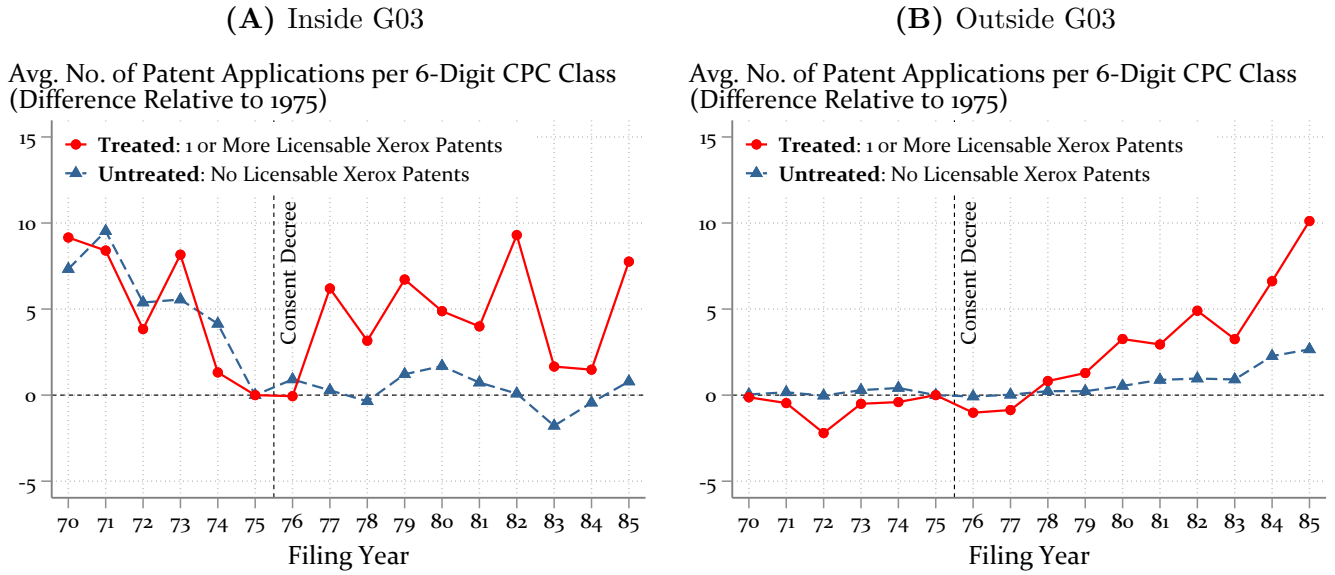 (A) Inside G03
Avg. No. of Patent Applications per 6-Digit CPC Class
(Difference Relative to 1975)
15
10
5
0
-5
Treated: 1 or More Licensable Xerox Patents
Untreated: No Licensable Xerox Patents
Consent Decree
70 71 72 73 74 75 76 77 78 79 80 81 82 83 84 85
Filing Year
(B) Outside G03
Avg. No. of Patent Applications per 6-Digit CPC Class
(Difference Relative to 1975)
15
10
5
0
-5
Treated: 1 or More Licensable Xerox Patents
Untreated: No Licensable Xerox Patents
Consent Decree
70 71 72 73 74 75 76 77 78 79 80 81 82 83 84 85
Filing Year